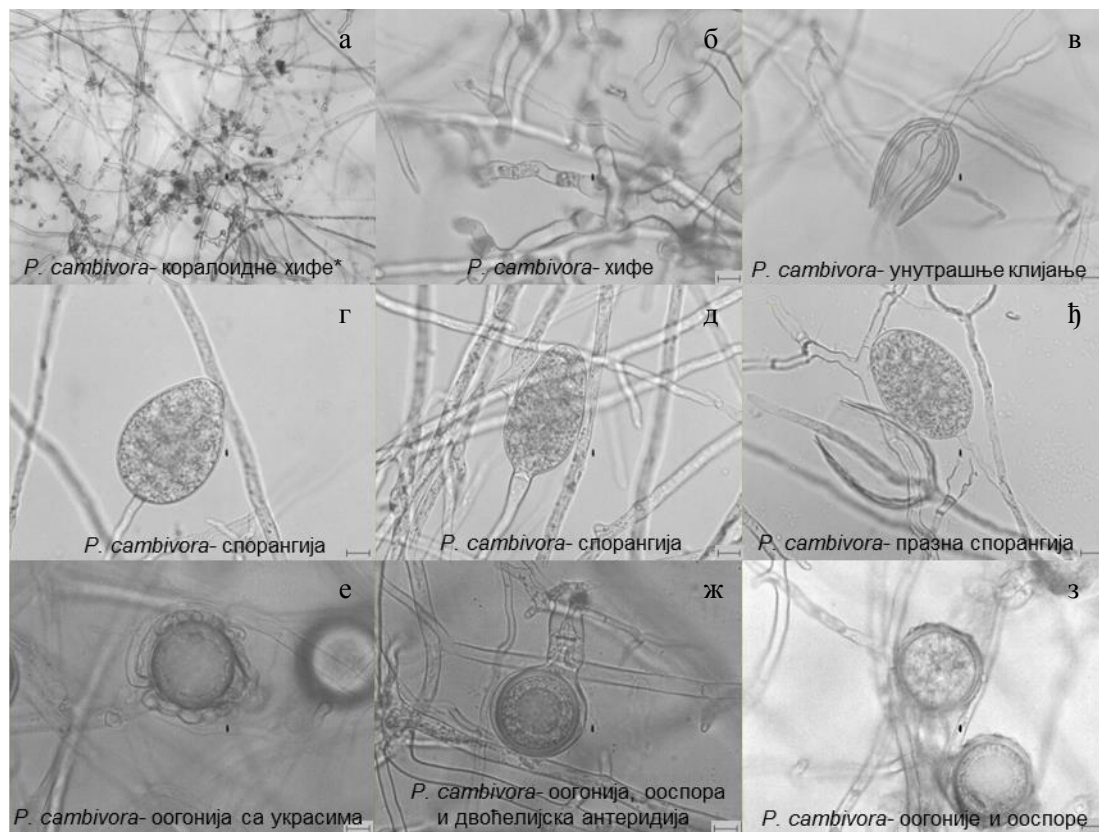 а
P. cambivora- коралоидне хифе*
б
P. cambivora- хифе
в
P. cambivora- унутрашње клијање
г
P. cambivora- спорангија
д
P. cambivora- спорангија
ђ
P. cambivora- празна спорангија
е
P. cambivora- оогонија са украсима
ж
P. cambivora- оогонија, ооспора
и двоћелијска антеридија
з
P. cambivora- оогоније и ооспоре